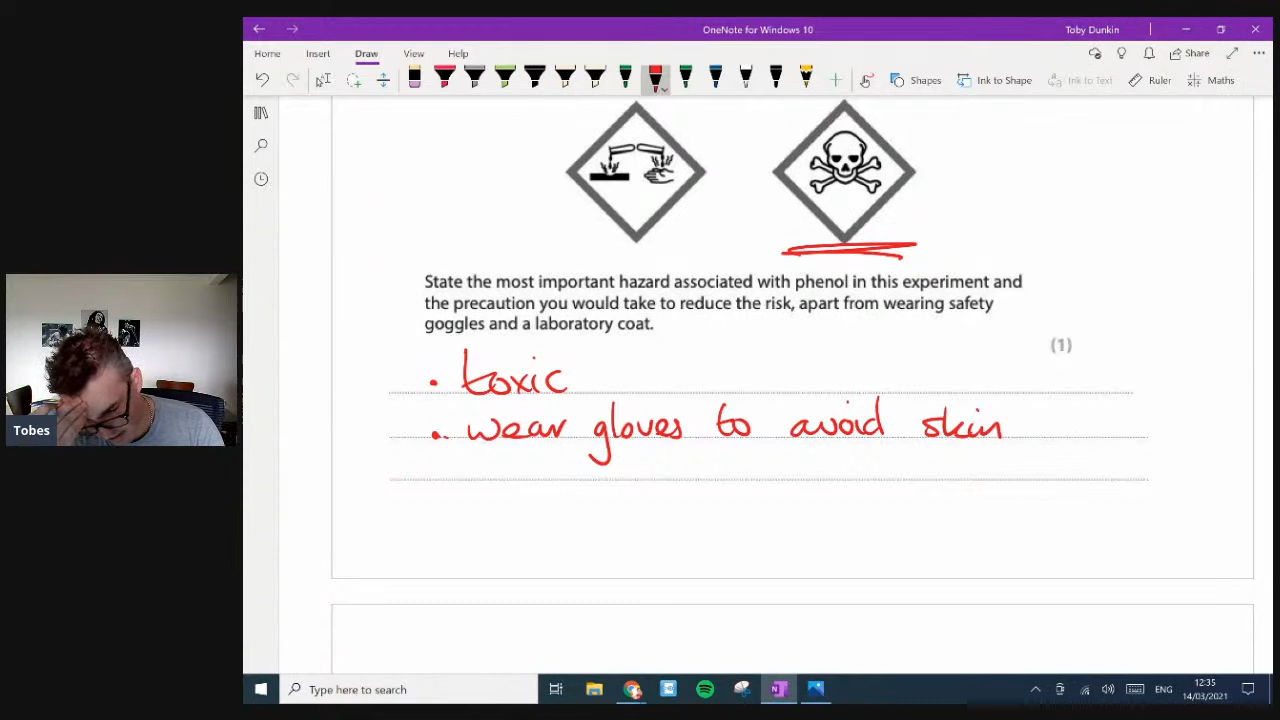 OneNote for Windows 10
Toby Dunkin
Home Insert Draw View Help
Share
Shapes Ink to Shape Ink to Text Ruler Maths
State the most important hazard associated with phenol in this experiment and
the precaution you would take to reduce the risk, apart from wearing safety
goggles and a laboratory coat.
(1)
• toxic
• wear gloves to avoid skin
Tobes
Type here to search
ENG
12:35
14/03/2021